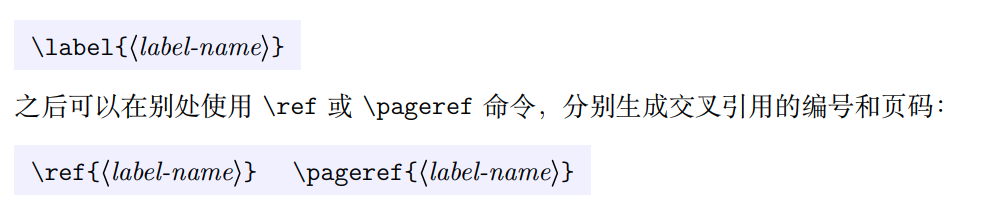 \label{⟨label-name⟩}
之后可以在别处使用 \ref 或 \pageref 命令，分别生成交叉引用的编号和页码：
\ref{⟨label-name⟩} \pageref{⟨label-name⟩}